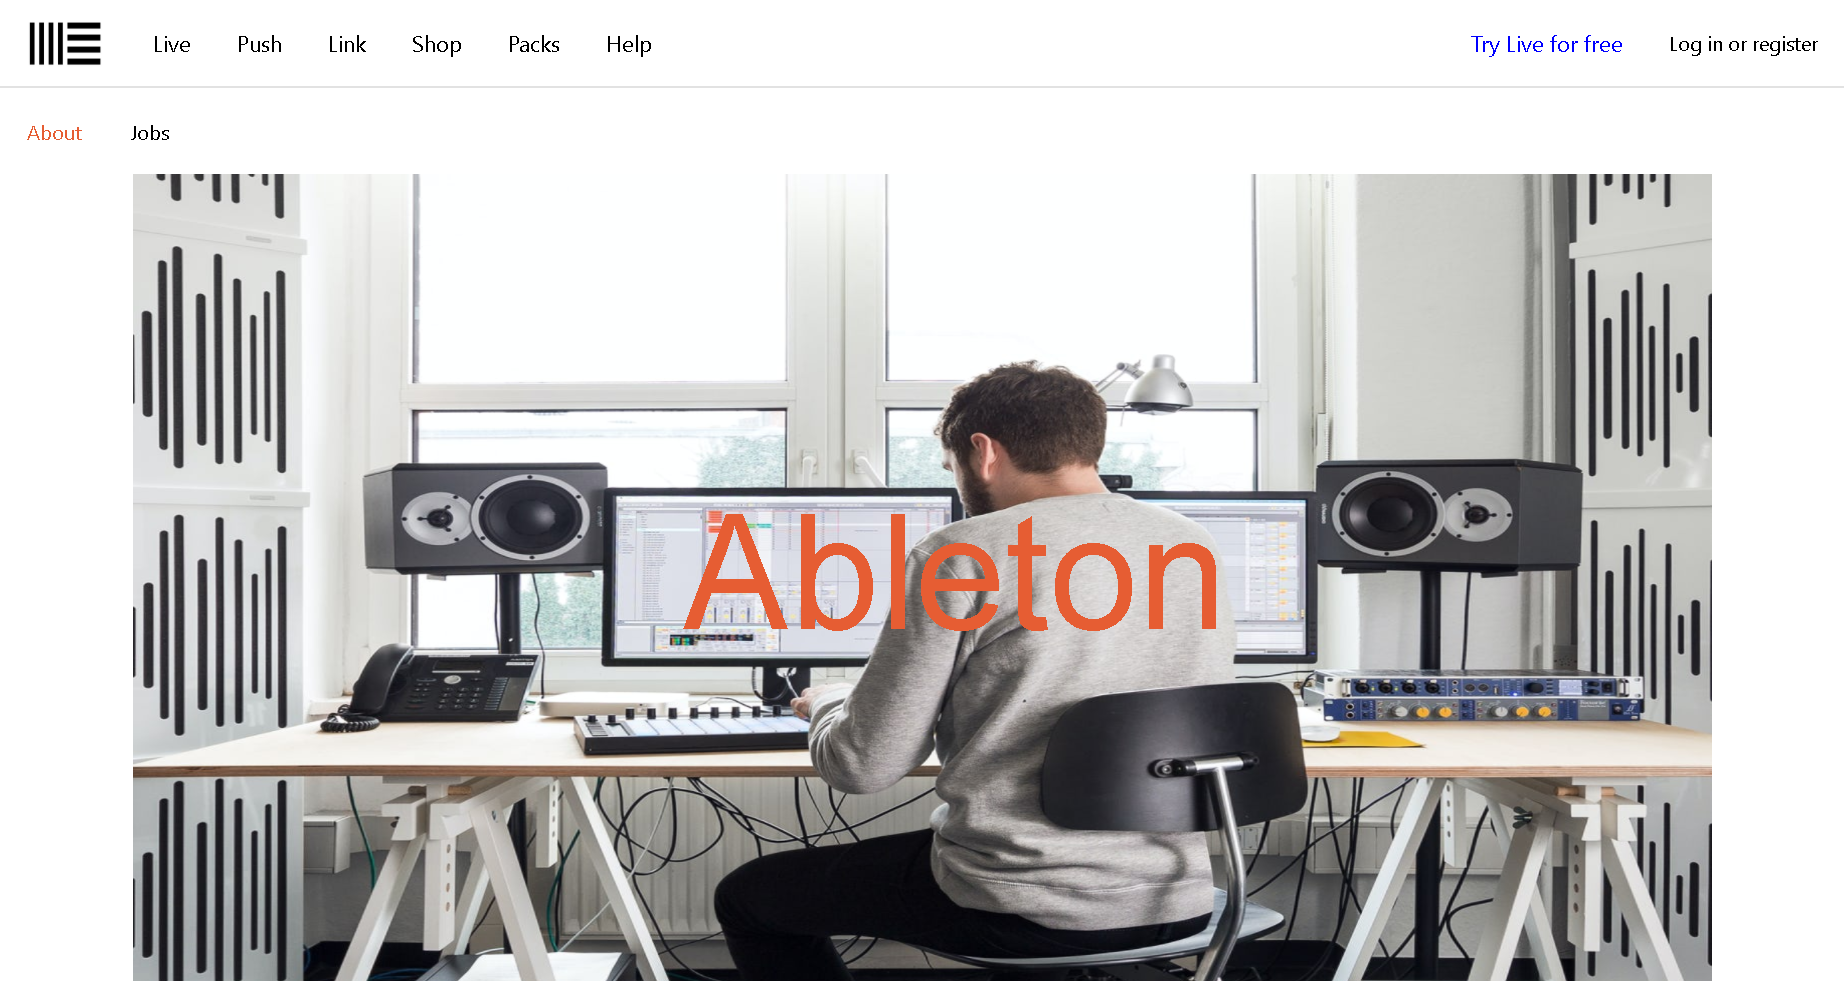 Live Push Link Shop Packs Help Try Live for free Log in or register
About Jobs
Ableton